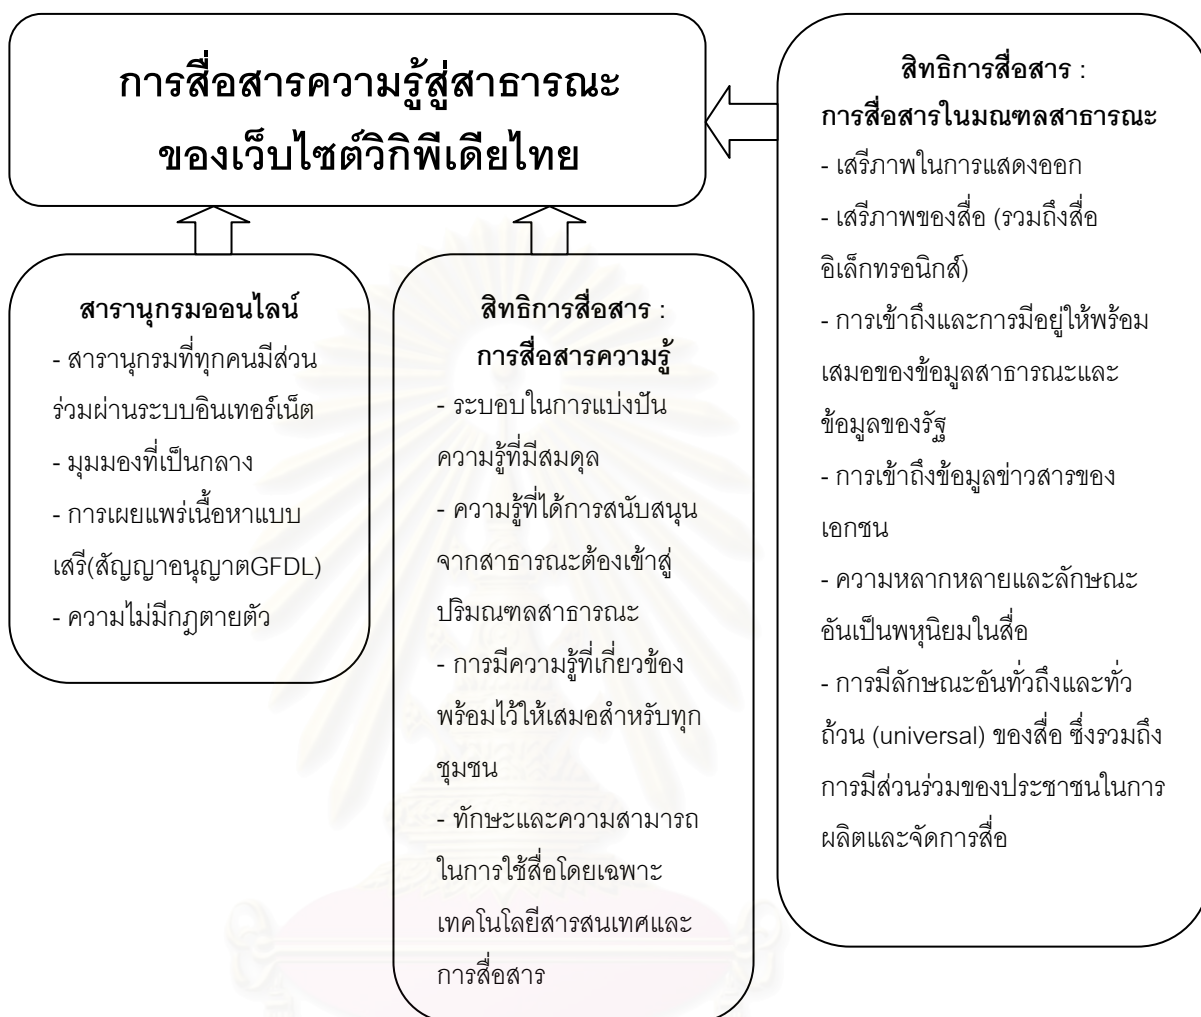 การสื่อสารความรู้สู่สาธารณะ
ของเว็บไซต์วิกิพีเดียไทย
สารานุกรมออนไลน์
- สารานุกรมที่ทุกคนมีส่วน
ร่วมผ่านระบบอินเทอร์เน็ต
- มุมมองที่เป็นกลาง
- การเผยแพร่เนื้อหาแบบ
เสรี(สัญญาอนุญาตGFDL)
- ความไม่มีกฎตายตัว
สิทธิการสื่อสาร :
การสื่อสารความรู้
- ระบอบในการแบ่งปัน
ความรู้ที่มีสมดุล
- ความรู้ที่ได้การสนับสนุน
จากสาธารณะต้องเข้าสู่
ปริมณฑลสาธารณะ
- การมีความรู้ที่เกี่ยวข้อง
พร้อมไว้ให้เสมอสำหรับทุก
ชุมชน
- ทักษะและความสามารถ
ในการใช้สื่อโดยเฉพาะ
เทคโนโลยีสารสนเทศและ
การสื่อสาร
สิทธิการสื่อสาร :
การสื่อสารในมณฑลสาธารณะ
- เสรีภาพในการแสดงออก
- เสรีภาพของสื่อ (รวมถึงสื่อ
อิเล็กทรอนิกส์)
- การเข้าถึงและการมีอยู่ให้พร้อม
เสมอของข้อมูลสาธารณะและ
ข้อมูลของรัฐ
- การเข้าถึงข้อมูลข่าวสารของ
เอกชน
- ความหลากหลายและลักษณะ
อันเป็นพหุนิยมในสื่อ
- การมีลักษณะอันทั่วถึงและทั่ว
ถ้วน (universal) ของสื่อ ซึ่งรวมถึง
การมีส่วนร่วมของประชาชนในการ
ผลิตและจัดการสื่อ